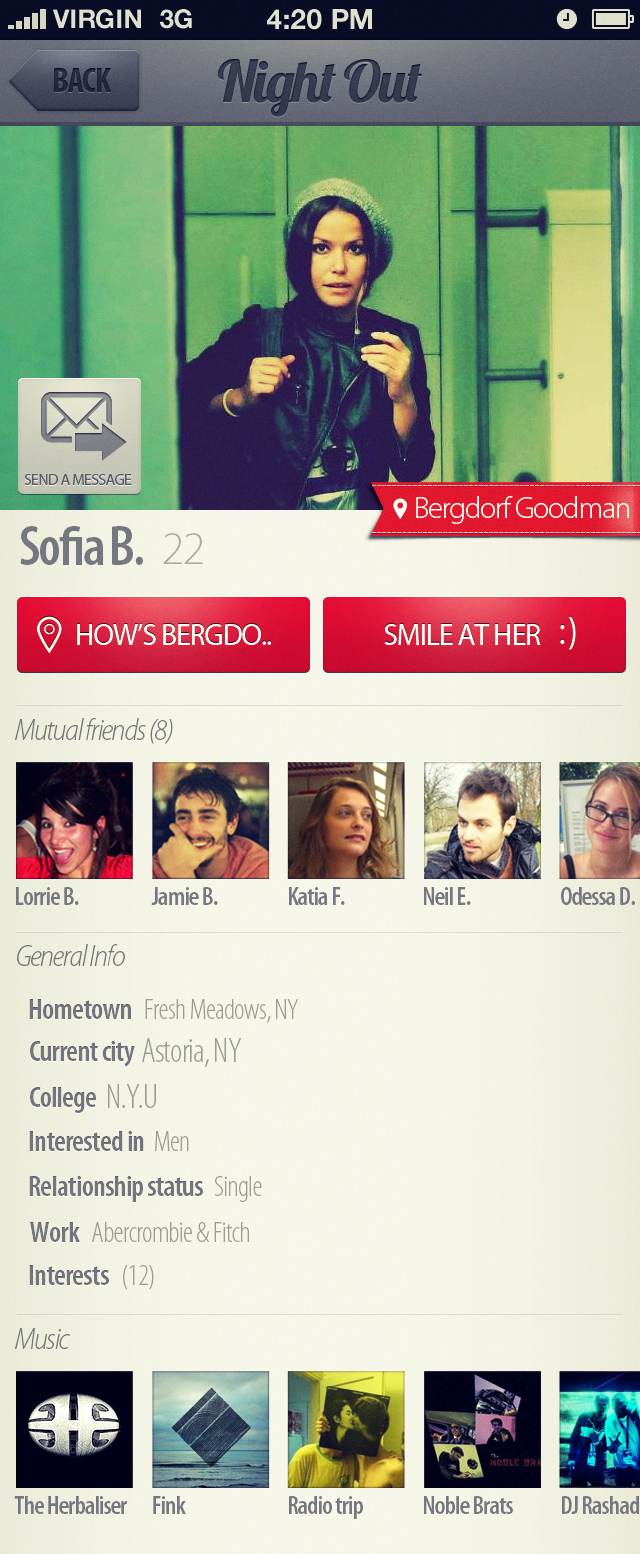 VIRGIN 3G 4:20 PM
BACK Night Out
SEND A MESSAGE
Bergdorf Goodman
Sofia B. 22
HOW'S BERGDO.. SMILE AT HER :)
Mutual friends (8)
Lorrie B. Jamie B. Katia F. Neil E. Odessa D.
General Info
Hometown Fresh Meadows, NY
Current city Astoria, NY
College N.Y.U
Interested in Men
Relationship status Single
Work Abercrombie & Fitch
Interests (12)
Music
THE NOBLE BRA
The Herbaliser Fink Radio trip Noble Brats DJ Rashad